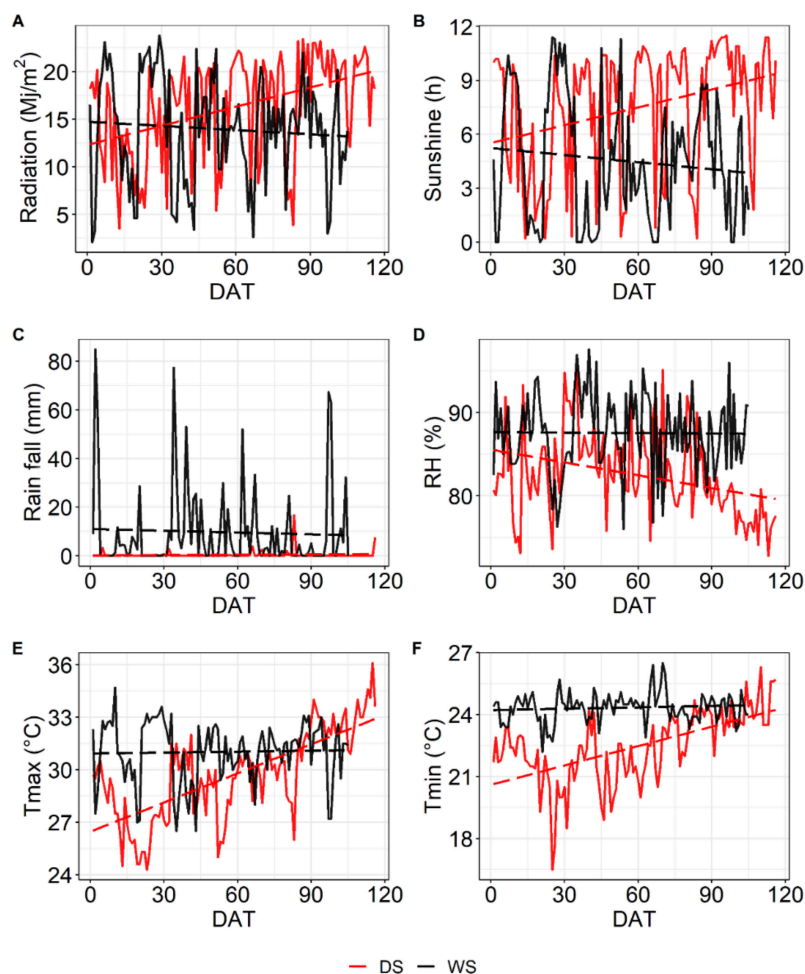 A
Radiation (Mj/m²)
20
15
10
5
0 30 60 90 120
DAT
B
Sunshine (h)
12
9
6
3
0
0 30 60 90 120
DAT
C
Rain fall (mm)
80
60
40
20
0
0 30 60 90 120
DAT
D
RH (%)
90
80
0 30 60 90 120
DAT
E
Tmax (°C)
36
33
30
27
24
0 30 60 90 120
DAT
F
Tmin (°C)
27
24
21
18
0 30 60 90 120
DAT
DS WS